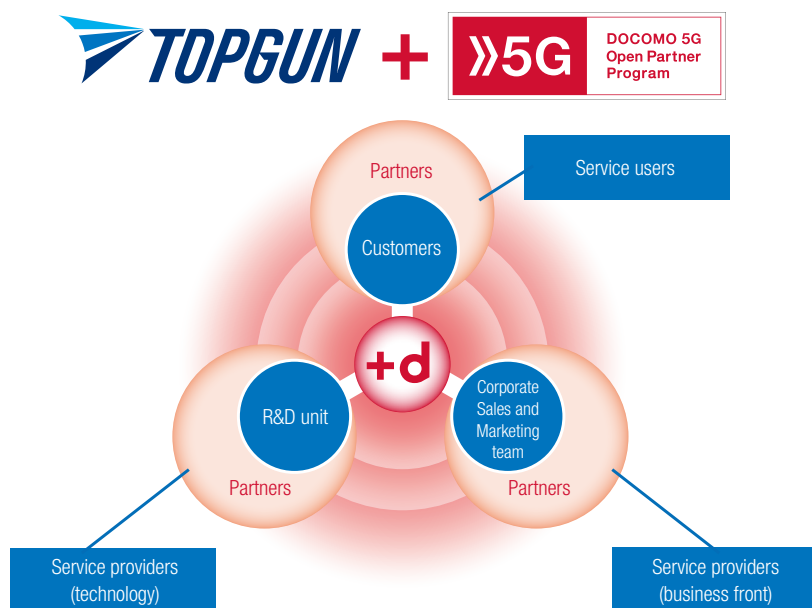 TOPGUN + 5G DOCOMO 5G
Open Partner
Program
Partners
Service users
Customers
+d
R&D unit
Corporate
Sales and
Marketing
team
Partners
Partners
Service providers
(technology)
Service providers
(business front)